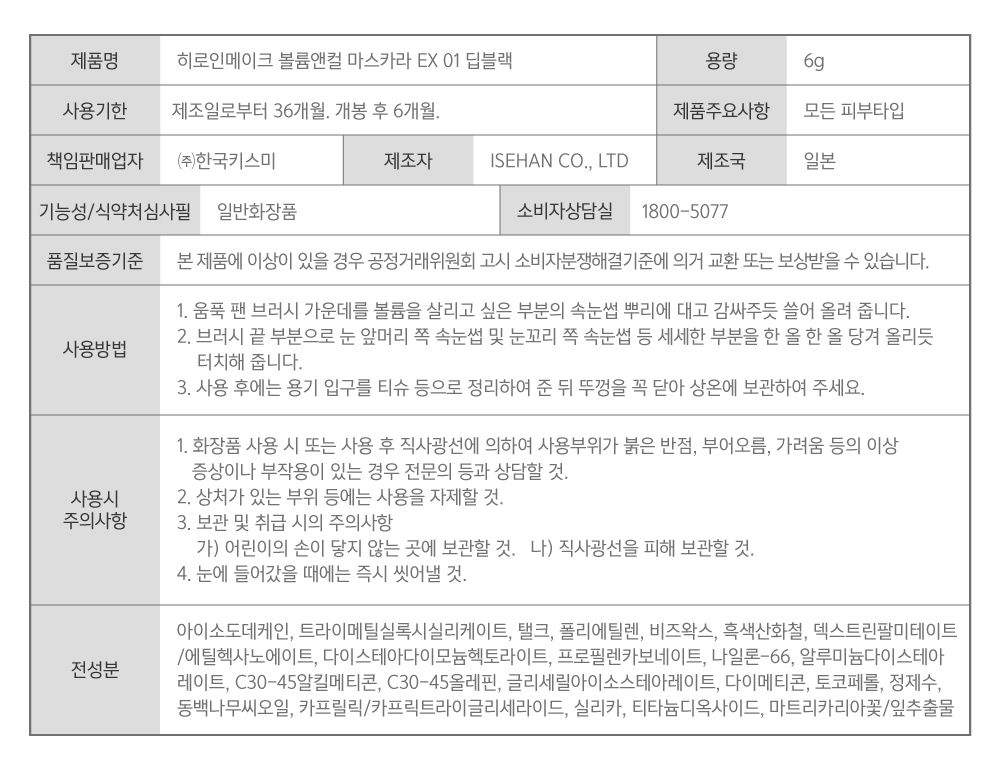 제품명 히로인메이크 볼륨앤컬 마스카라 EX 01 딥블랙 용량 6g
사용기한 제조일로부터 36개월. 개봉 후 6개월. 제품주요사항 모든 피부타입
책임판매업자 ㈜한국키스미 제조자 ISEHAN CO., LTD 제조국 일본
기능성/식약처심사필 일반화장품 소비자상담실 1800-5077
품질보증기준 본 제품에 이상이 있을 경우 공정거래위원회 고시 소비자분쟁해결기준에 의거 교환 또는 보상받을 수 있습니다.
사용방법
1. 움푹 팬 브러시 가운데를 볼륨을 살리고 싶은 부분의 속눈썹 뿌리에 대고 감싸주듯 쓸어 올려 줍니다.
2. 브러시 끝 부분으로 눈 앞머리 쪽 속눈썹 및 눈꼬리 쪽 속눈썹 등 세세한 부분을 한 올 한 올 당겨 올리듯
터치해 줍니다.
3. 사용 후에는 용기 입구를 티슈 등으로 정리하여 준 뒤 뚜껑을 꼭 닫아 상온에 보관하여 주세요.
사용시
주의사항
1. 화장품 사용 시 또는 사용 후 직사광선에 의하여 사용부위가 붉은 반점, 부어오름, 가려움 등의 이상
증상이나 부작용이 있는 경우 전문의 등과 상담할 것.
2. 상처가 있는 부위 등에는 사용을 자제할 것.
3. 보관 및 취급 시의 주의사항
가) 어린이의 손이 닿지 않는 곳에 보관할 것. 나) 직사광선을 피해 보관할 것.
4. 눈에 들어갔을 때에는 즉시 씻어낼 것.
전성분
아이소도데케인, 트라이메틸실록시실리케이트, 탤크, 폴리에틸렌, 비즈왁스, 흑색산화철, 덱스트린팔미테이트
/에틸헥사노에이트, 다이스테아다이모늄헥토라이트, 프로필렌카보네이트, 나일론-66, 알루미늄다이스테아
레이트, C30-45알킬메티콘, C30-45올레핀, 글리세릴아이소스테아레이트, 다이메티콘, 토코페롤, 정제수,
동백나무씨오일, 카프릴릭/카프릭트라이글리세라이드, 실리카, 티타늄디옥사이드, 마트리카리아꽃/잎추출물